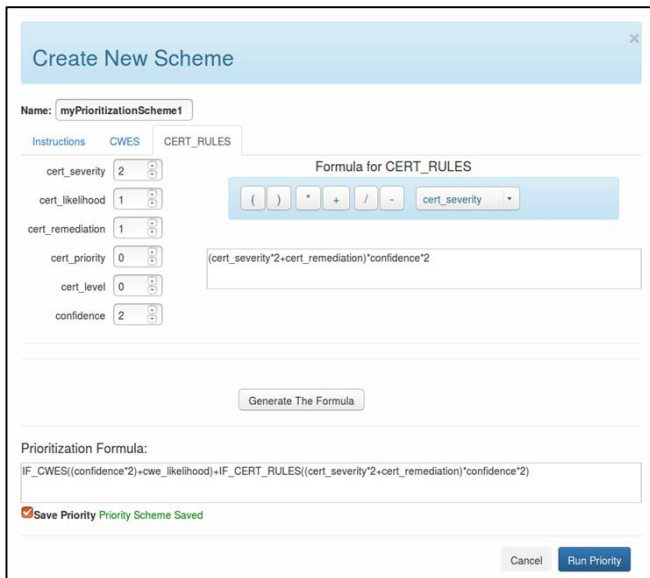 ×
Create New Scheme
Name: myPrioritizationScheme1
Instructions CWES CERT_RULES
cert_severity 2
cert_likelihood 1
cert_remediation 1
cert_priority 0
cert_level 0
confidence 2
Formula for CERT_RULES
( ) * + / - cert_severity
(cert_severity*2+cert_remediation)*confidence*2
Generate The Formula
Prioritization Formula:
IF_CWES((confidence*2)+cwe_likelihood)+IF_CERT_RULES((cert_severity*2+cert_remediation)*confidence*2)
Save Priority Priority Scheme Saved
Cancel Run Priority